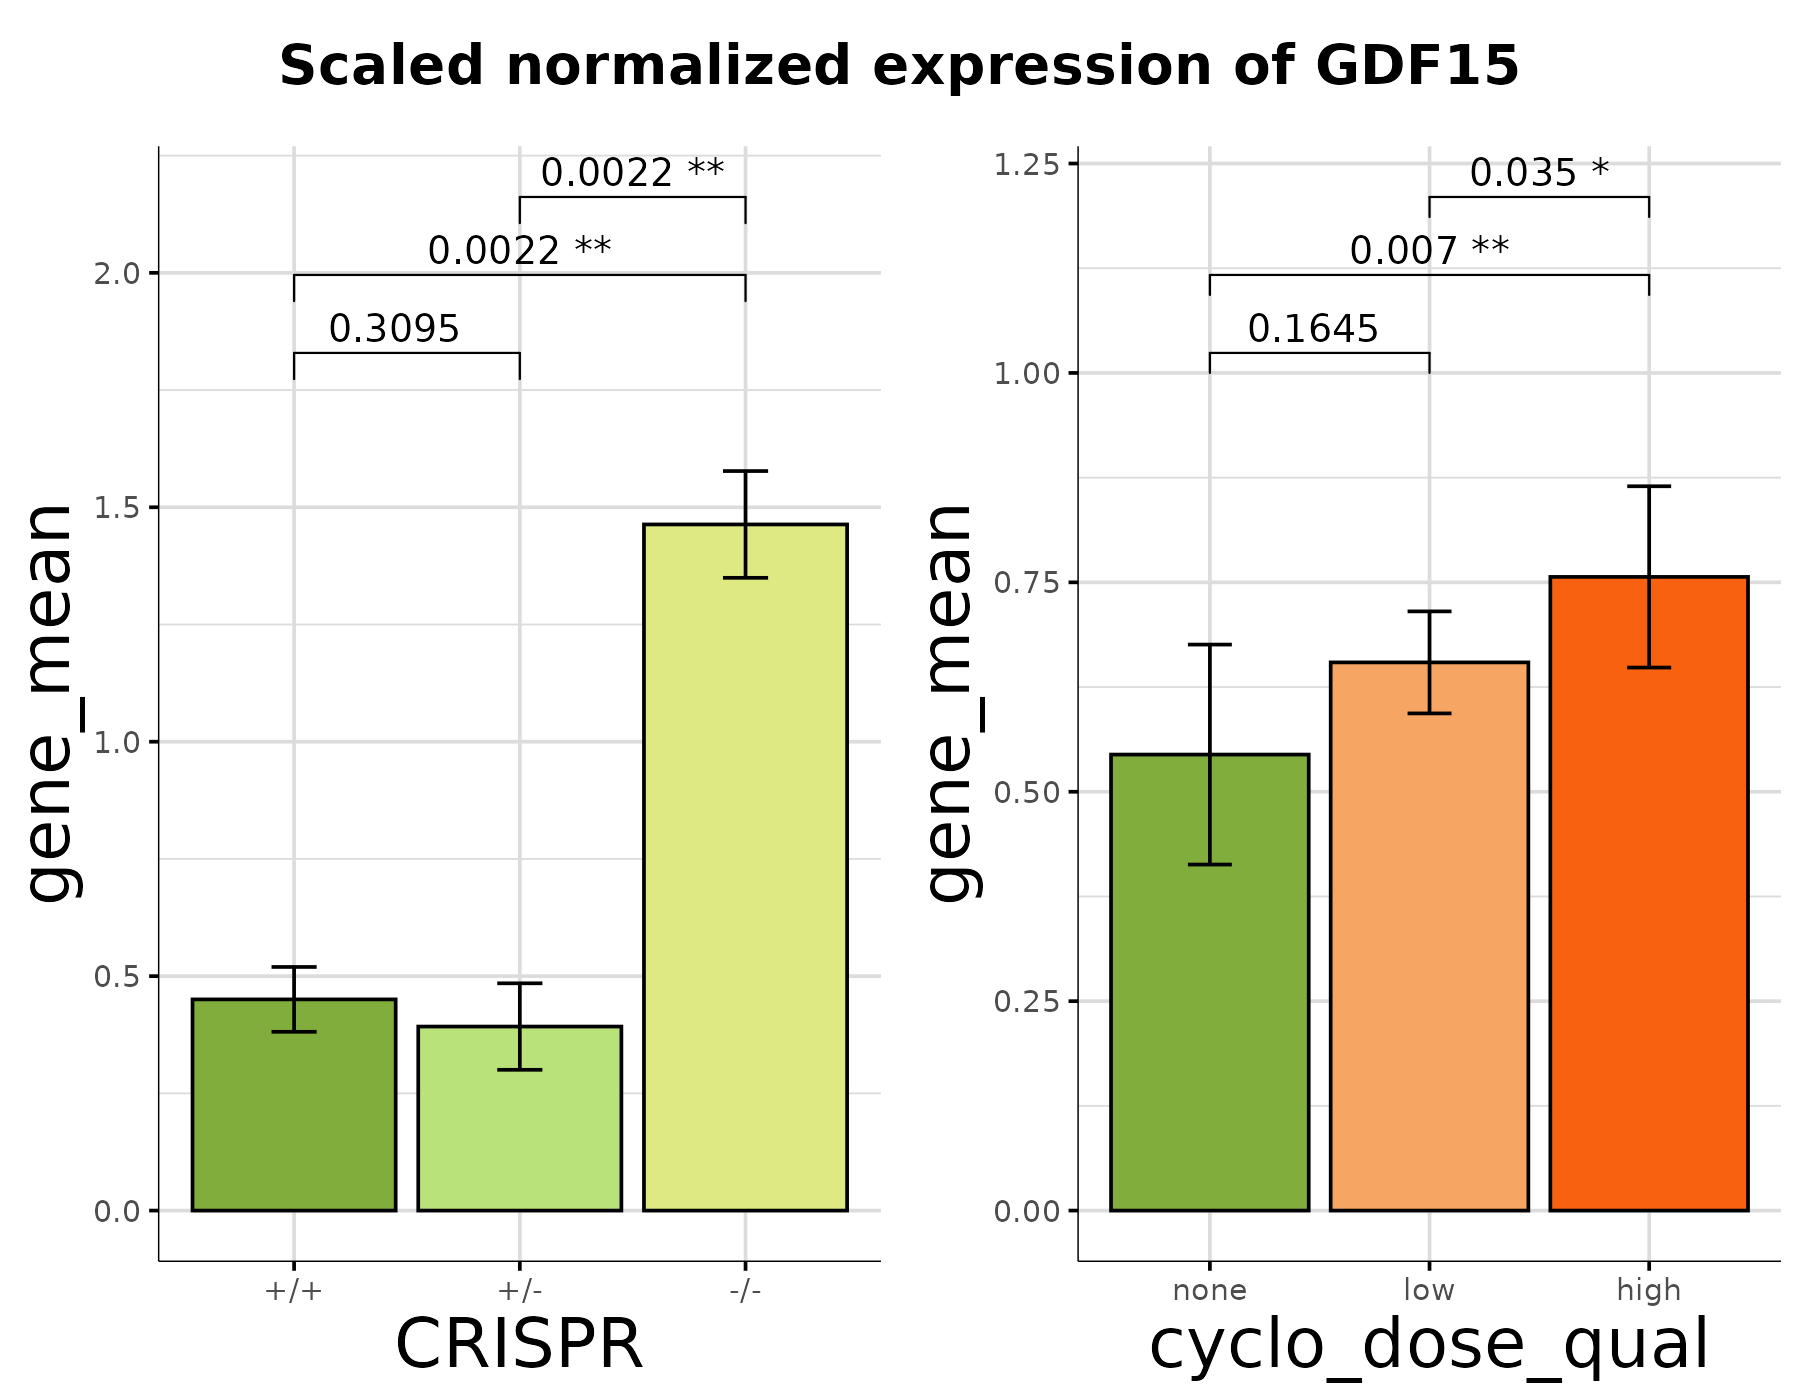 Scaled normalized expression of GDF15
gene_mean
2.0
1.5
1.0
0.5
0.0
0.0022 **
0.0022 **
0.3095
+/+ +/- -/-
CRISPR
gene_mean
1.25
1.00
0.75
0.50
0.25
0.00
0.035 *
0.007 **
0.1645
none low high
cyclo_dose_qual